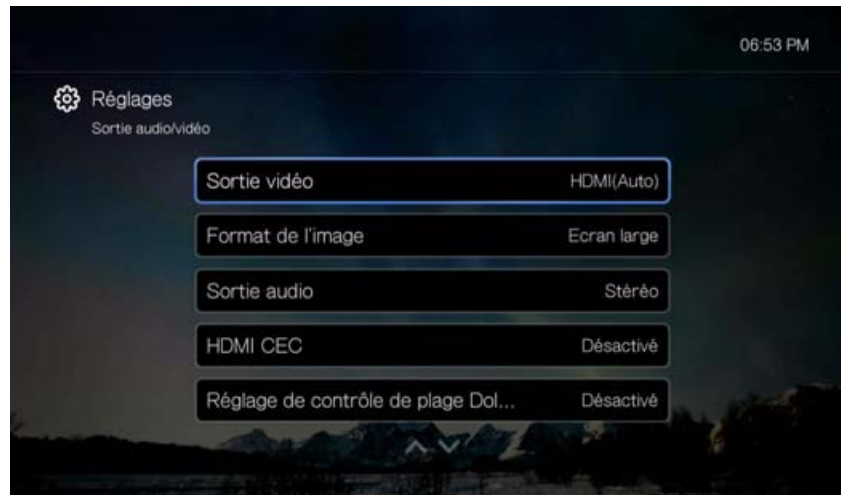 06:53 PM
Réglages
Sortie audio/vidéo
Sortie vidéo HDMI(Auto)
Format de l'image Ecran large
Sortie audio Stéréo
HDMI CEC Désactivé
Réglage de contrôle de plage Dol... Désactivé